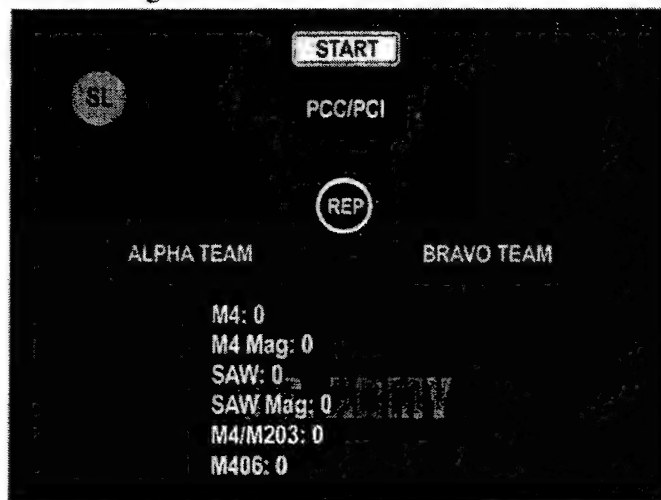 START
SL
PCC/PCI
REP
ALPHA TEAM
BRAVO TEAM
M4: 0
M4 Mag: 0
SAW: 0
SAW Mag: 0
M4/M203: 0
M406: 0